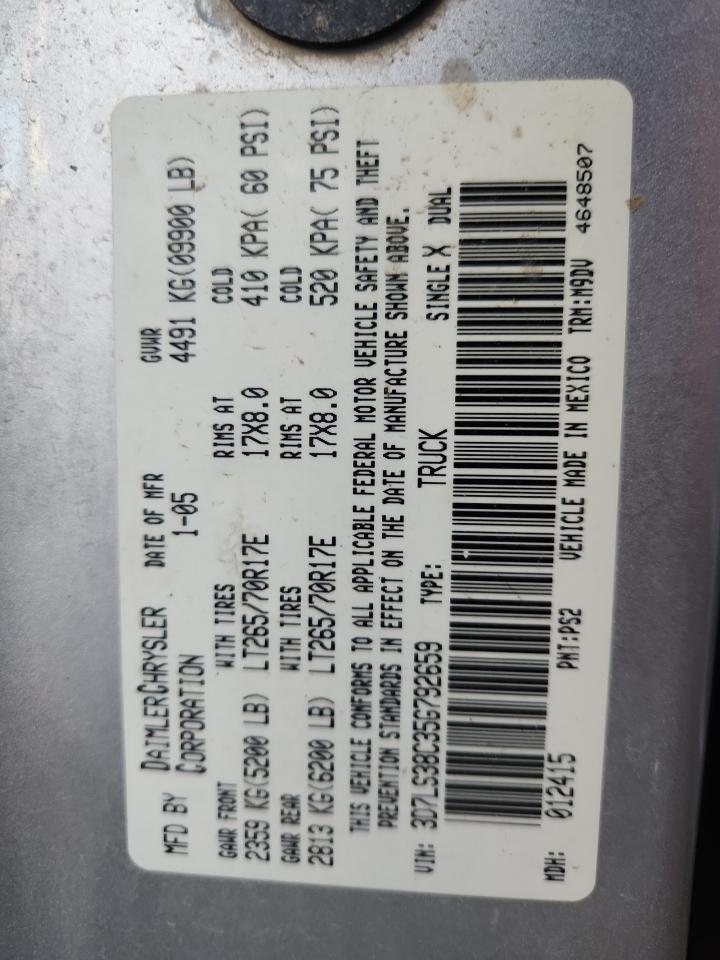 MFD BY DAIMLERCHRYSLER CORPORATION DATE OF MFR 1-05 GVWR 4491 KG(09900 LB)
GAWR FRONT WITH TIRES RIMS AT COLD
2359 KG(5200 LB) LT265/70R17E 17X8.0 410 KPA( 60 PSI)
GAWR REAR WITH TIRES RIMS AT COLD
2813 KG(6200 LB) LT265/70R17E 17X8.0 520 KPA( 75 PSI)
THIS VEHICLE CONFORMS TO ALL APPLICABLE FEDERAL MOTOR VEHICLE SAFETY AND THEFT
PREVENTION STANDARDS IN EFFECT ON THE DATE OF MANUFACTURE SHOWN ABOVE.
VIN: 3D7LS38C35G792659 TYPE: TRUCK SINGLE X DUAL
MDH: 012415 PNT:PS2 VEHICLE MADE IN MEXICO TRM:M9DV 4648507